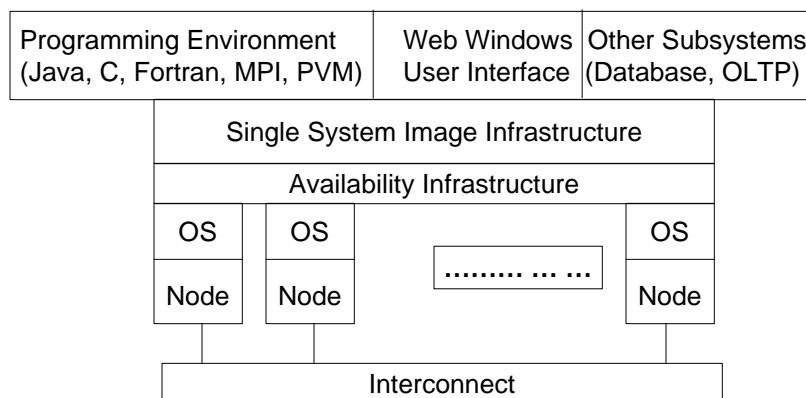 Programming Environment
(Java, C, Fortran, MPI, PVM)
Web Windows
User Interface
Other Subsystems
(Database, OLTP)
Single System Image Infrastructure
Availability Infrastructure
OS
OS
OS
......... ... ...
Node
Node
Node
Interconnect